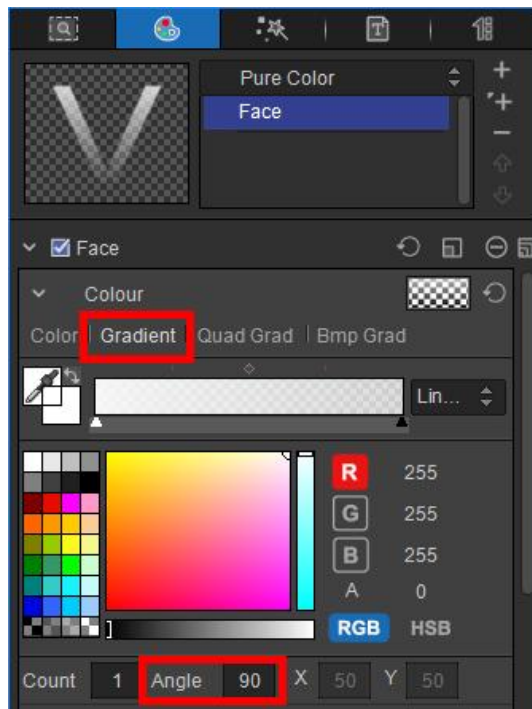 T
V
Pure Color
Face
Face
Colour
Color Gradient Quad Grad Bmp Grad
Lin...
R 255
G 255
B 255
A 0
RGB HSB
Count 1 Angle 90 X 50 Y 50